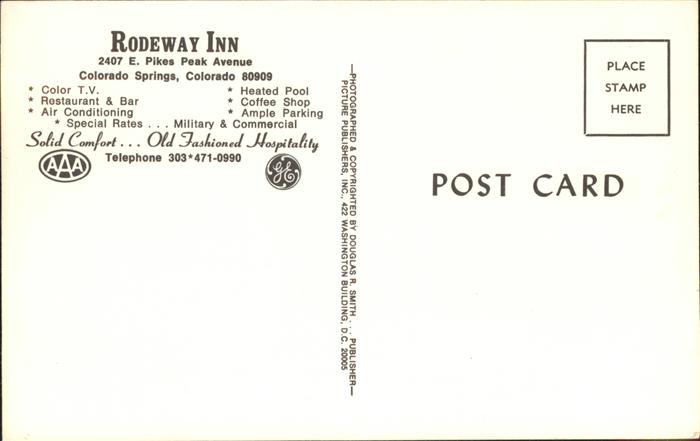 RODEWAY INN
2407 E. Pikes Peak Avenue
Colorado Springs, Colorado 80909
* Color T.V.
* Heated Pool
* Restaurant & Bar
* Coffee Shop
* Air Conditioning
* Ample Parking
* Special Rates . . . Military & Commercial
Solid Comfort . . . Old Fashioned Hospitality
Telephone 303*471-0990
AAA
GE
—PHOTOGRAPHED & COPYRIGHTED BY DOUGLAS R. SMITH . . . PUBLISHER—
PICTURE PUBLISHERS, INC., 422 WASHINGTON BUILDING, D.C. 20005
PLACE
STAMP
HERE
POST CARD